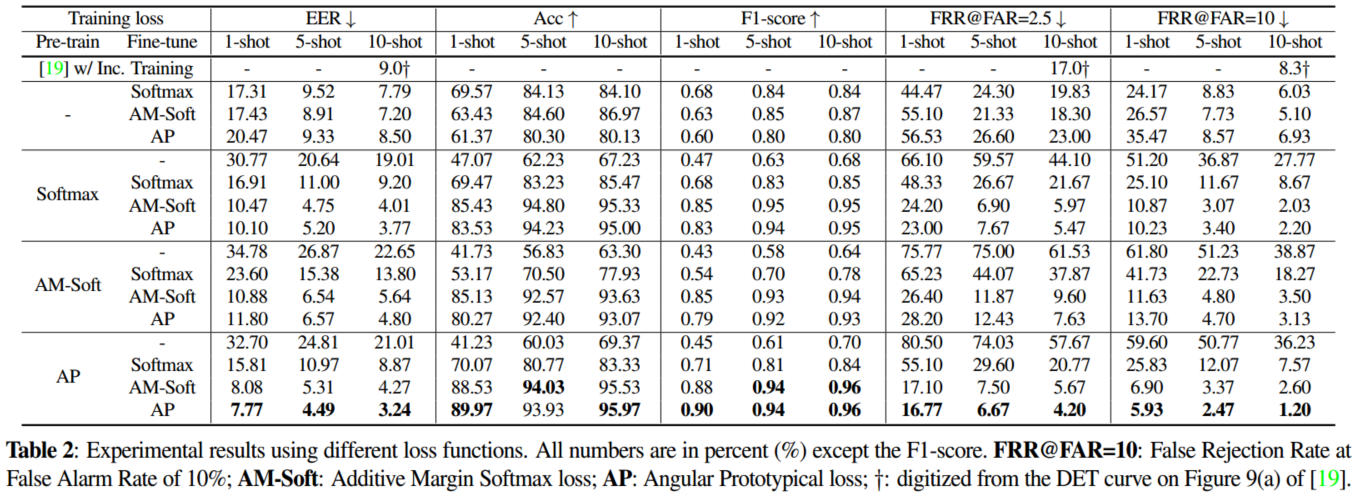 Training loss EER ↓ Acc ↑ F1-score ↑ FRR@FAR=2.5 ↓ FRR@FAR=10 ↓
Pre-train Fine-tune 1-shot 5-shot 10-shot 1-shot 5-shot 10-shot 1-shot 5-shot 10-shot 1-shot 5-shot 10-shot 1-shot 5-shot 10-shot
[19] w/ Inc. Training - - 9.0† - - - - - - - - 17.0† - - 8.3†
Softmax 17.31 9.52 7.79 69.57 84.13 84.10 0.68 0.84 0.84 44.47 24.30 19.83 24.17 8.83 6.03
- AM-Soft 17.43 8.91 7.20 63.43 84.60 86.97 0.63 0.85 0.87 55.10 21.33 18.30 26.57 7.73 5.10
AP 20.47 9.33 8.50 61.37 80.30 80.13 0.60 0.80 0.80 56.53 26.60 23.00 35.47 8.57 6.93
- 30.77 20.64 19.01 47.07 62.23 67.23 0.47 0.63 0.68 66.10 59.57 44.10 51.20 36.87 27.77
Softmax Softmax 16.91 11.00 9.20 69.47 83.23 85.47 0.68 0.83 0.85 48.33 26.67 21.67 25.10 11.67 8.67
AM-Soft 10.47 4.75 4.01 85.43 94.80 95.33 0.85 0.95 0.95 24.20 6.90 5.97 10.87 3.07 2.03
AP 10.10 5.20 3.77 83.53 94.23 95.00 0.83 0.94 0.95 23.00 7.67 5.47 10.23 3.40 2.20
- 34.78 26.87 22.65 41.73 56.83 63.30 0.43 0.58 0.64 75.77 75.00 61.53 61.80 51.23 38.87
AM-Soft Softmax 23.60 15.38 13.80 53.17 70.50 77.93 0.54 0.70 0.78 65.23 44.07 37.87 41.73 22.73 18.27
AM-Soft 10.88 6.54 5.64 85.13 92.57 93.63 0.85 0.93 0.94 26.40 11.87 9.60 11.63 4.80 3.50
AP 11.80 6.57 4.80 80.27 92.40 93.07 0.79 0.92 0.93 28.20 12.43 7.63 13.70 4.70 3.13
- 32.70 24.81 21.01 41.23 60.03 69.37 0.45 0.61 0.70 80.50 74.03 57.67 59.60 50.77 36.23
AP Softmax 15.81 10.97 8.87 70.07 80.77 83.33 0.71 0.81 0.84 55.10 29.60 20.77 25.83 12.07 7.57
AM-Soft 8.08 5.31 4.27 88.53 94.03 95.53 0.88 0.94 0.96 17.10 7.50 5.67 6.90 3.37 2.60
AP 7.77 4.49 3.24 89.97 93.93 95.97 0.90 0.94 0.96 16.77 6.67 4.20 5.93 2.47 1.20
Table 2: Experimental results using different loss functions. All numbers are in percent (%) except the F1-score. FRR@FAR=10: False Rejection Rate at
False Alarm Rate of 10%; AM-Soft: Additive Margin Softmax loss; AP: Angular Prototypical loss; †: digitized from the DET curve on Figure 9(a) of [19].